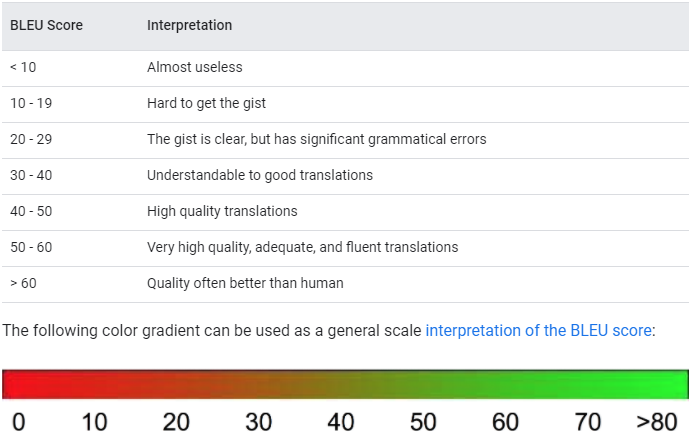 BLEU Score Interpretation
< 10 Almost useless
10 - 19 Hard to get the gist
20 - 29 The gist is clear, but has significant grammatical errors
30 - 40 Understandable to good translations
40 - 50 High quality translations
50 - 60 Very high quality, adequate, and fluent translations
> 60 Quality often better than human
The following color gradient can be used as a general scale interpretation of the BLEU score:
0 10 20 30 40 50 60 70 >80